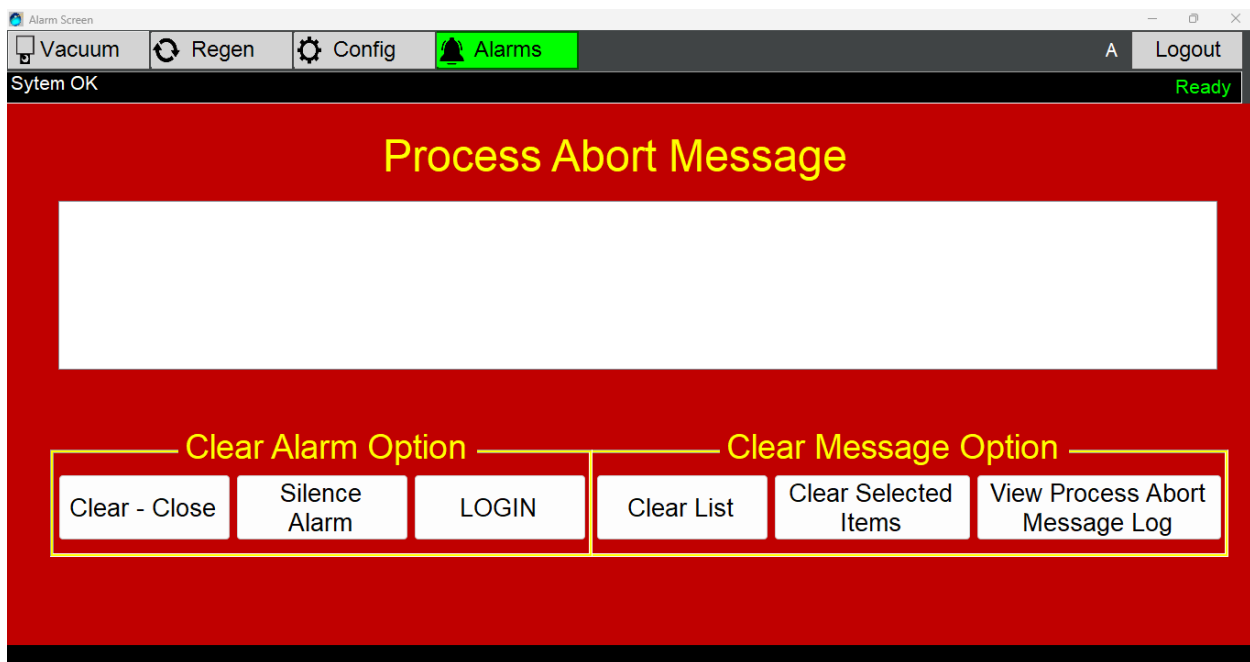 Alarm Screen
Vacuum Regen Config Alarms A Logout
Sytem OK Ready
Process Abort Message
Clear Alarm Option Clear Message Option
Clear - Close Silence Alarm LOGIN Clear List Clear Selected Items View Process Abort Message Log